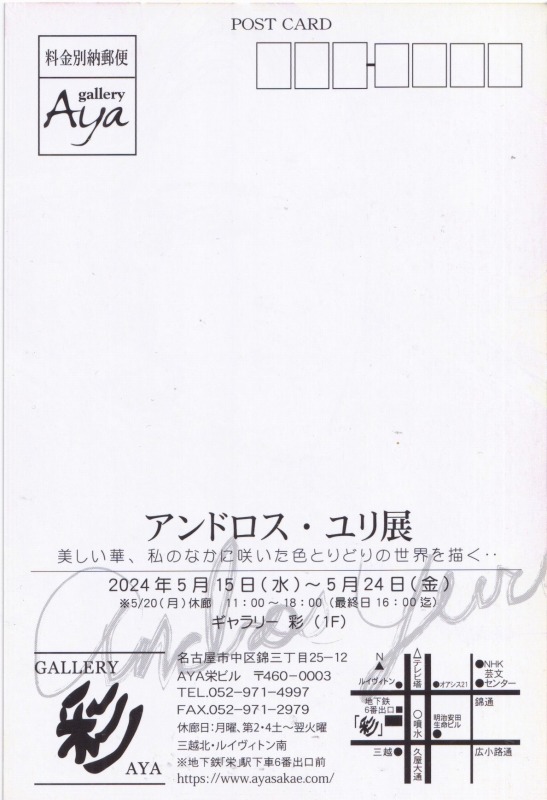 POST CARD
料金別納郵便
gallery
Aya
アンドロス・ユリ展
美しい華、私のなかに咲いた色とりどりの世界を描く‥
2024年5月15日(水)～5月24日(金)
※5/20(月)休廊 11:00～18:00 (最終日16:00迄)
ギャラリー 彩 (1F)
Andros Yuri
GALLERY
彩
AYA
名古屋市中区錦三丁目25-12
AYA栄ビル 〒460-0003
TEL.052-971-4997
FAX.052-971-2979
休廊日:月曜、第2・4土～翌火曜
三越北・ルイヴィトン南
※地下鉄「栄」駅下車6番出口前
https://www.ayasakae.com/
N
テレビ塔
NHK
芸文
センター
ルイヴィトン
オアシス21
錦通
地下鉄
6番出口
「彩」
噴水
明治安田
生命ビル
三越
久屋大通
広小路通